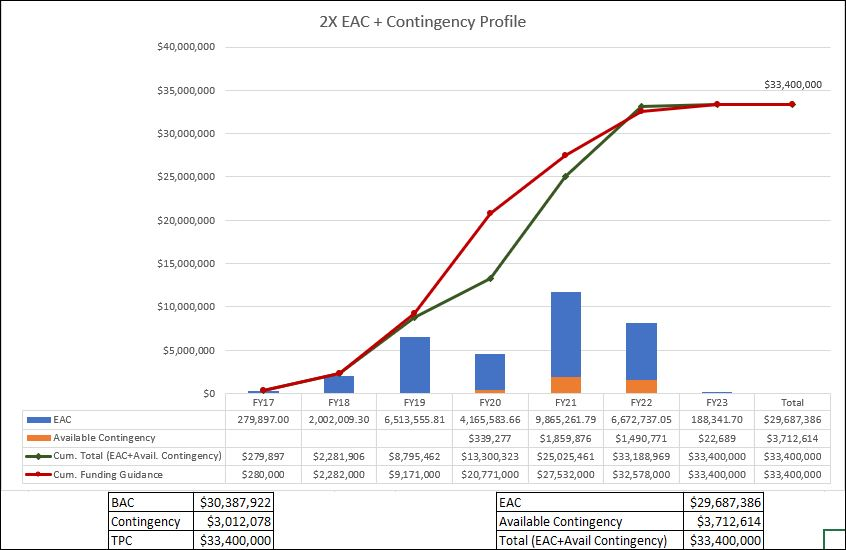 2X EAC + Contingency Profile
$40,000,000
$35,000,000
$30,000,000
$25,000,000
$20,000,000
$15,000,000
$10,000,000
$5,000,000
$0
$33,400,000
FY17 FY18 FY19 FY20 FY21 FY22 FY23 Total
EAC 279,897.00 2,002,009.30 6,513,555.81 4,165,583.66 9,865,261.79 6,672,737.05 188,341.70 $29,687,386
Available Contingency $339,277 $1,859,876 $1,490,771 $22,689 $3,712,614
Cum. Total (EAC+Avail. Contingency) $279,897 $2,281,906 $8,795,462 $13,300,323 $25,025,461 $33,188,969 $33,400,000 $33,400,000
Cum. Funding Guidance $280,000 $2,282,000 $9,171,000 $20,771,000 $27,532,000 $32,578,000 $33,400,000 $33,400,000
BAC $30,387,922
Contingency $3,012,078
TPC $33,400,000
EAC $29,687,386
Available Contingency $3,712,614
Total (EAC+Avail Contingency) $33,400,000